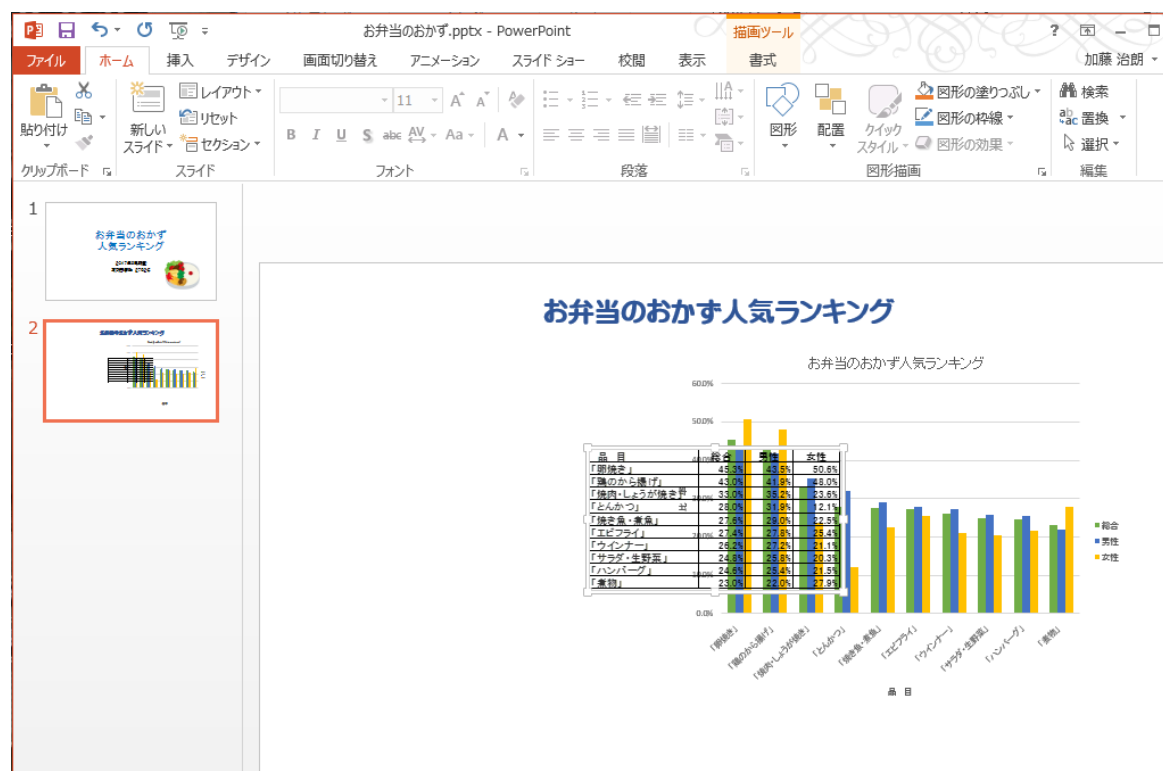 お弁当のおかず.pptx - PowerPoint
描画ツール
?
ファイル ホーム 挿入 デザイン 画面切り替え アニメーション スライド ショー 校閲 表示 書式
加藤 治朗
貼り付け
クリップボード
新しい
スライド
レイアウト
リセット
セクション
スライド
11
B I U S abc AV Aa A
フォント
段落
図形
配置
クイック
スタイル
図形の塗りつぶし
図形の枠線
図形の効果
図形描画
検索
置換
選択
編集
1
お弁当のおかず
人気ランキング
2
お弁当のおかず人気ランキング
お弁当のおかず人気ランキング
60.0%
50.0%
品 目 総合 男性 女性
「卵焼き」 45.3% 43.5% 50.6%
「鶏のから揚げ」 43.0% 41.9% 48.0%
「焼肉・しょうが焼き」 33.0% 35.2% 23.6%
「とんかつ」 28.0% 31.9% 12.1%
「焼き魚・煮魚」 27.6% 29.0% 22.5%
「エビフライ」 27.4% 27.8% 25.4%
「ウインナー」 26.2% 27.2% 21.1%
「サラダ・生野菜」 24.8% 25.8% 20.3%
「ハンバーグ」 24.6% 25.4% 21.5%
「煮物」 23.0% 22.0% 27.9%
0.0%
総合
男性
女性
「卵焼き」
「鶏のから揚げ」
「焼肉・しょうが焼き」
「とんかつ」
「焼き魚・煮魚」
「エビフライ」
「ウインナー」
「サラダ・生野菜」
「ハンバーグ」
「煮物」
品 目